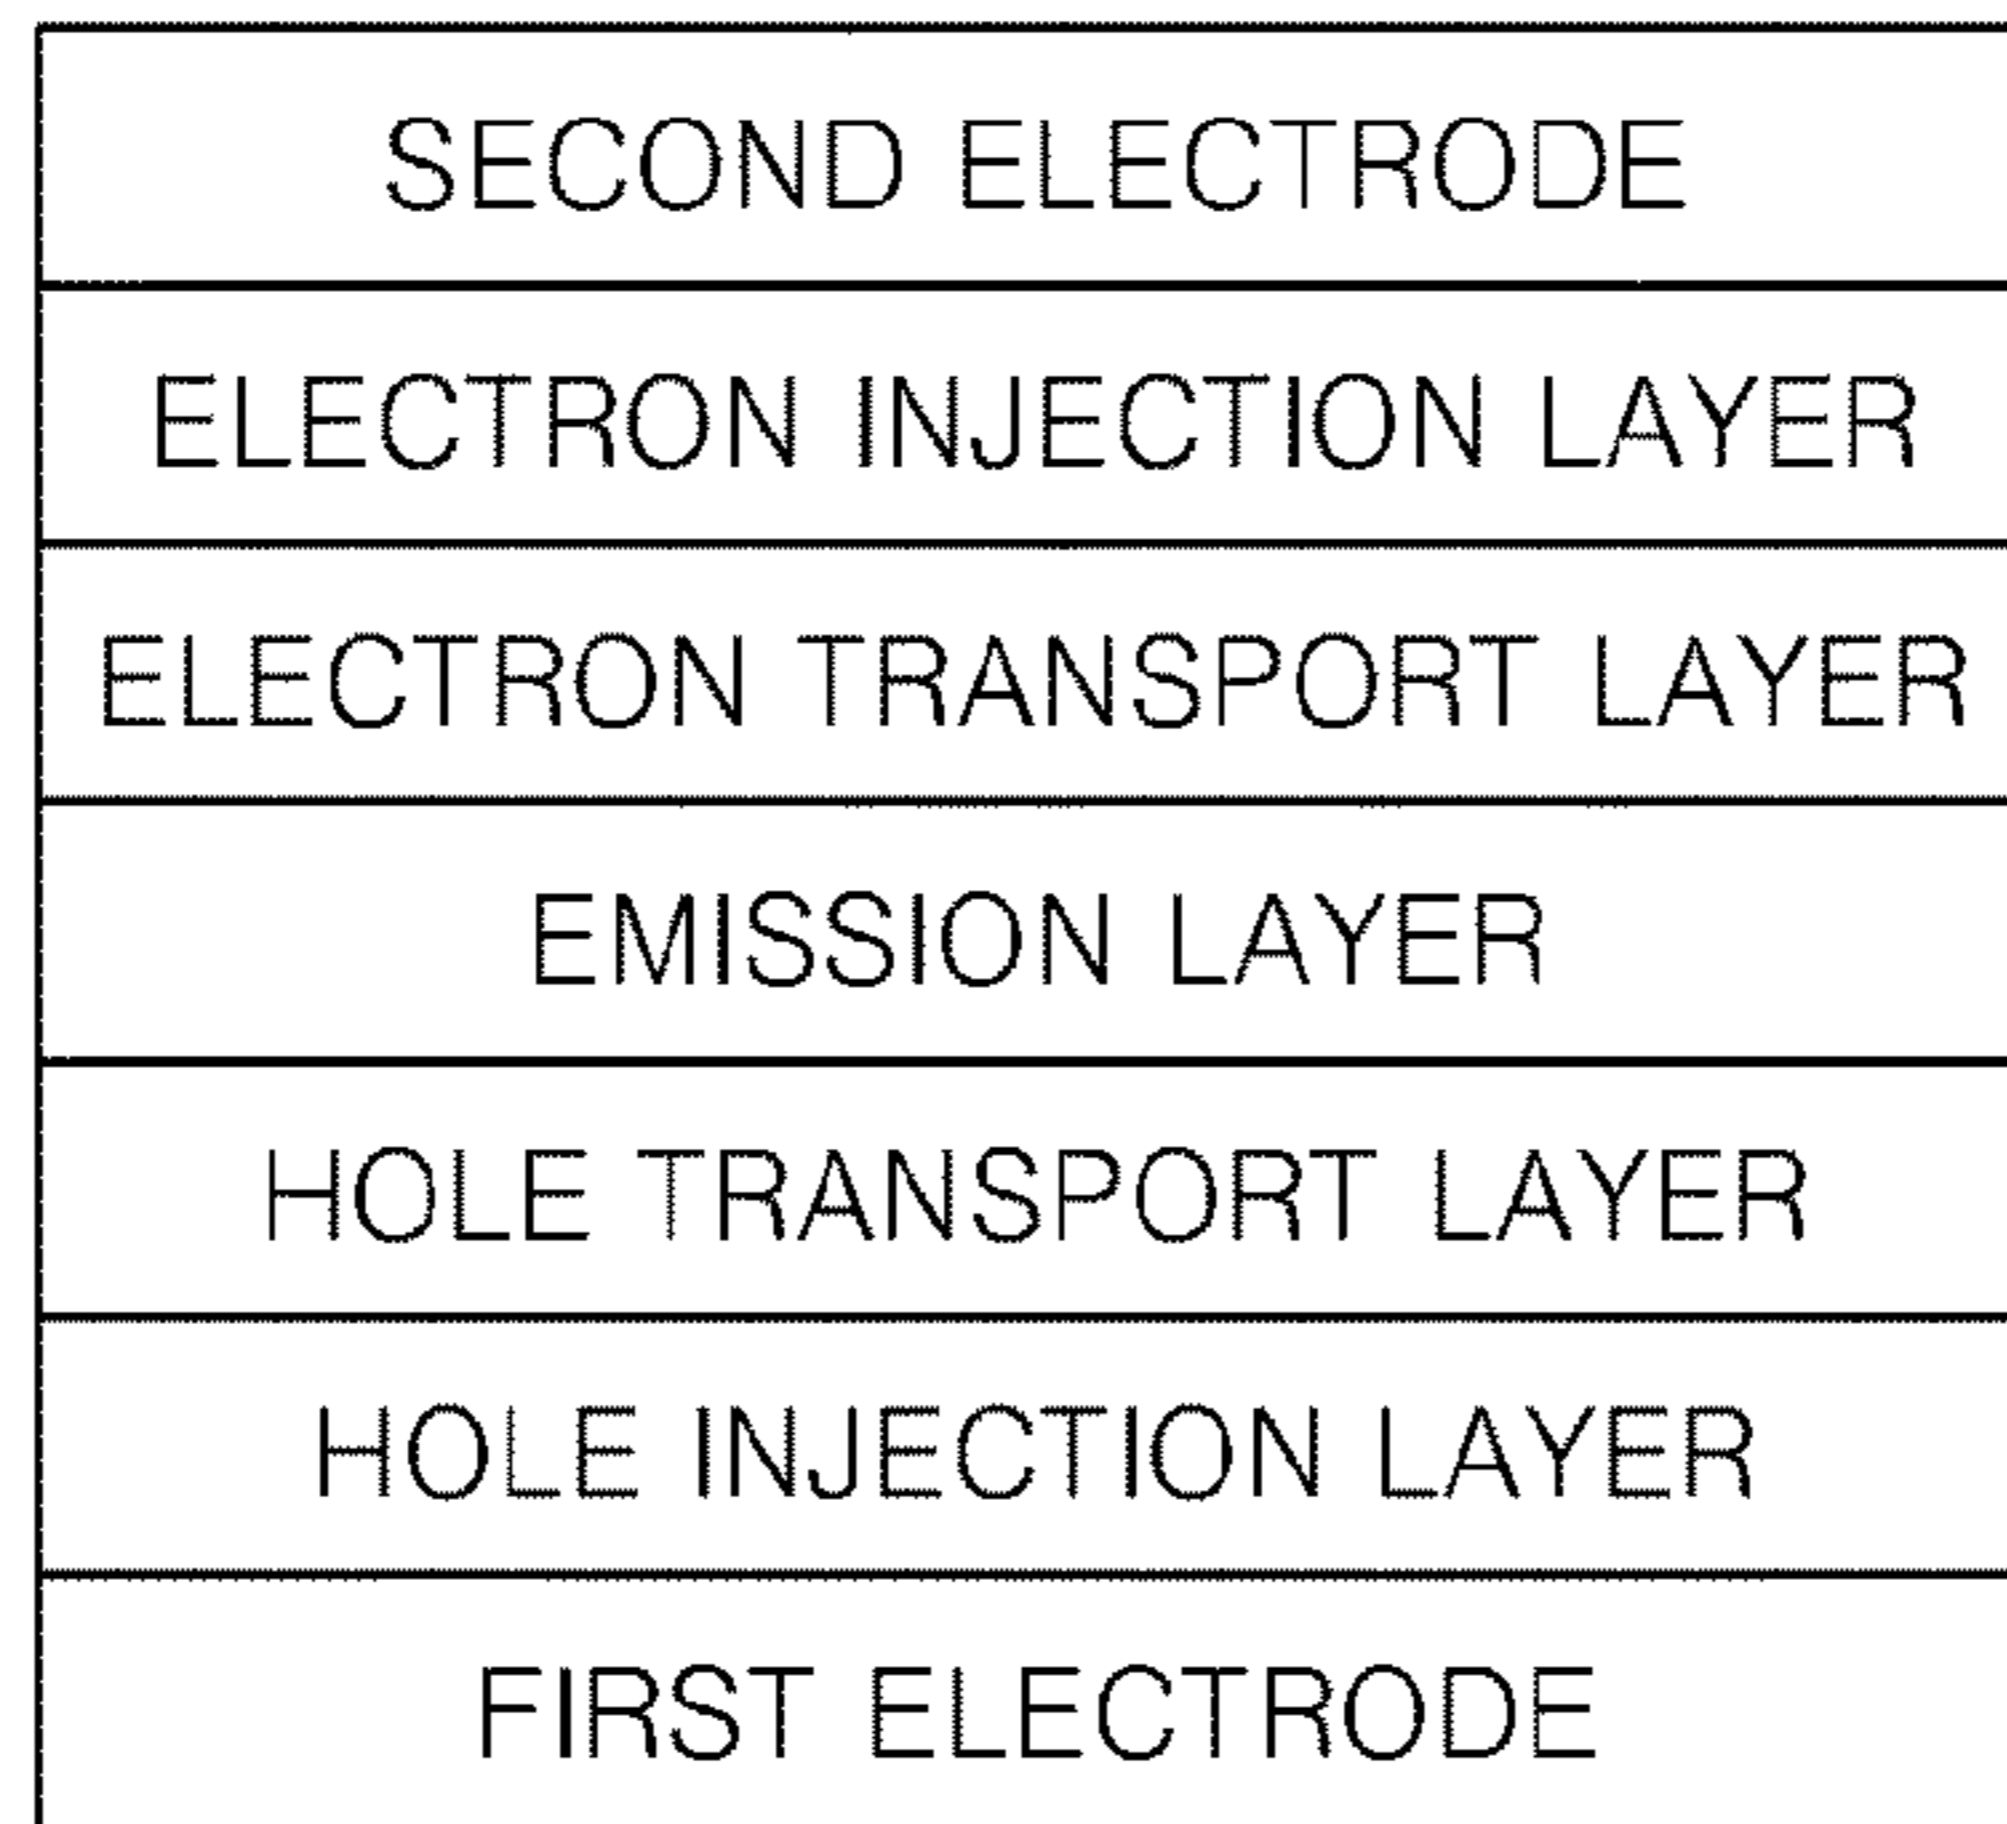 SECOND ELECTRODE
ELECTRON INJECTION LAYER
ELECTRON TRANSPORT LAYER
EMISSION LAYER
HOLE TRANSPORT LAYER
HOLE INJECTION LAYER
FIRST ELECTRODE